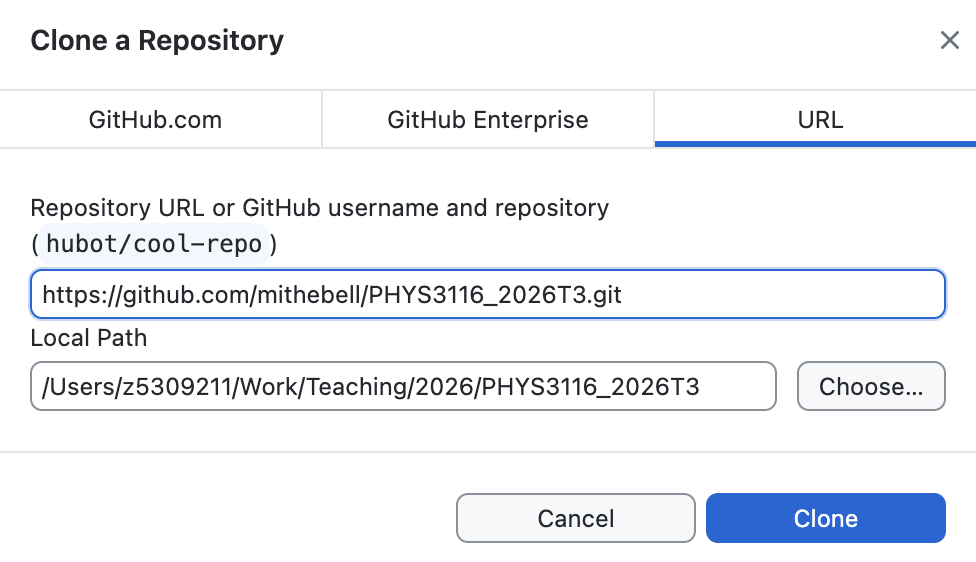 Clone a Repository
GitHub.com
GitHub Enterprise
URL
Repository URL or GitHub username and repository
(hubot/cool-repo)
https://github.com/mithebell/PHYS3116_2026T3.git
Local Path
/Users/z5309211/Work/Teaching/2026/PHYS3116_2026T3
Choose...
Cancel
Clone